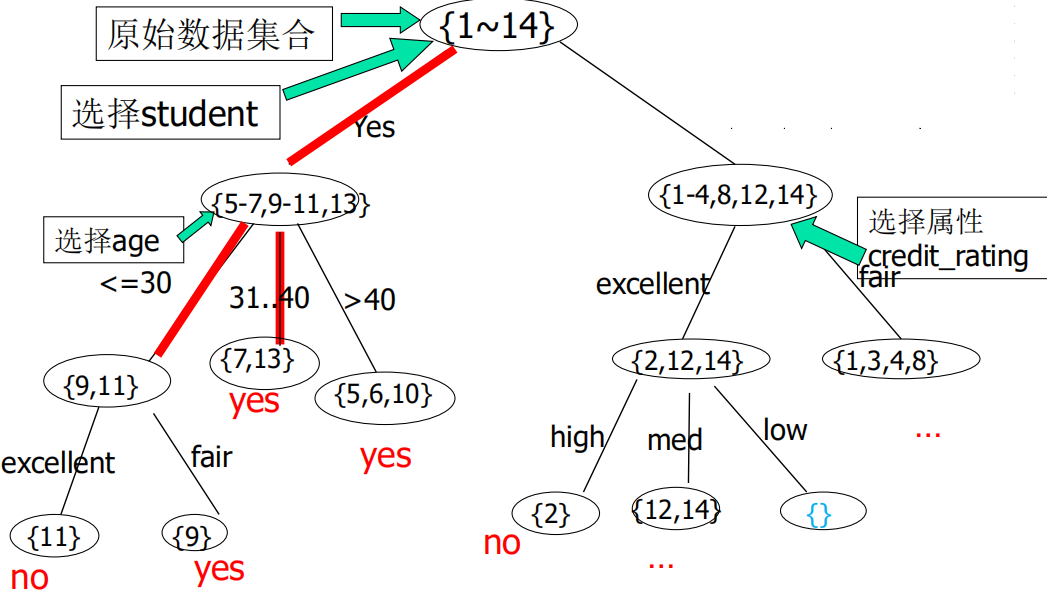 原始数据集合
{1~14}
选择student
Yes
{5-7,9-11,13}
{1-4,8,12,14}
选择属性
credit_rating
选择age
<=30
31..40
>40
excellent
fair
{9,11}
{7,13}
{5,6,10}
{2,12,14}
{1,3,4,8}
yes
yes
...
excellent
fair
high
med
low
{11}
{9}
{2}
{12,14}
{}
no
yes
no
...